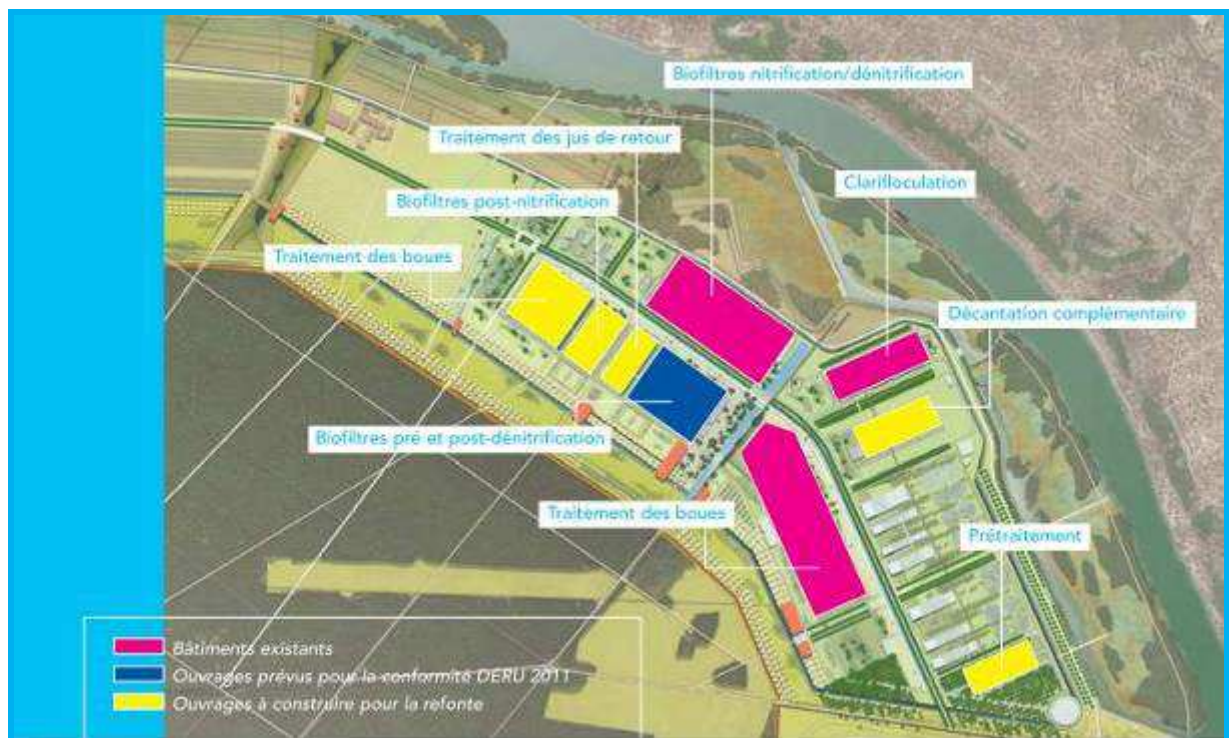 Biofiltres nitrification/dénitrification
Traitement des jus de retour
Clarifloculation
Biofiltres post-nitrification
Traitement des boues
Décantation complémentaire
Biofiltres pré et post-dénitrification
Traitement des boues
Prétraitement
Bâtiments existants
Ouvrages prévus pour la conformité DERU 2011
Ouvrages à construire pour la refonte